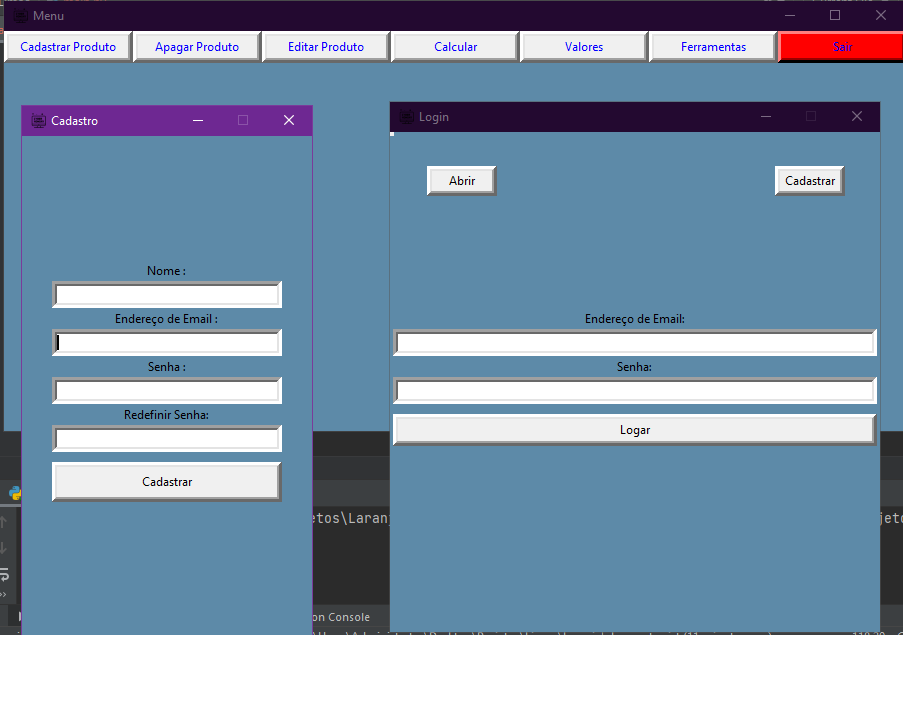 Menu
Cadastrar Produto Apagar Produto Editar Produto Calcular Valores Ferramentas Sair
Cadastro
Nome :
Endereço de Email :
Senha :
Redefinir Senha:
Cadastrar
Login
Abrir Cadastrar
Endereço de Email:
Senha:
Logar
etos\Laran
jeto
on Console